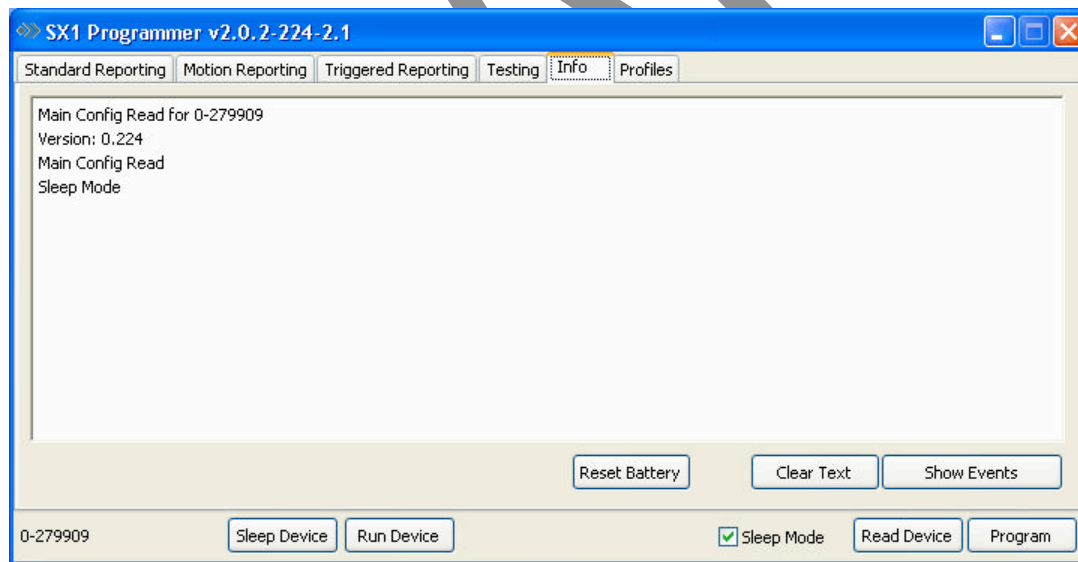 SX1 Programmer v2.0.2-224-2.1
Standard Reporting Motion Reporting Triggered Reporting Testing Info Profiles
Main Config Read for 0-279909
Version: 0.224
Main Config Read
Sleep Mode
Reset Battery Clear Text Show Events
0-279909 Sleep Device Run Device Sleep Mode Read Device Program